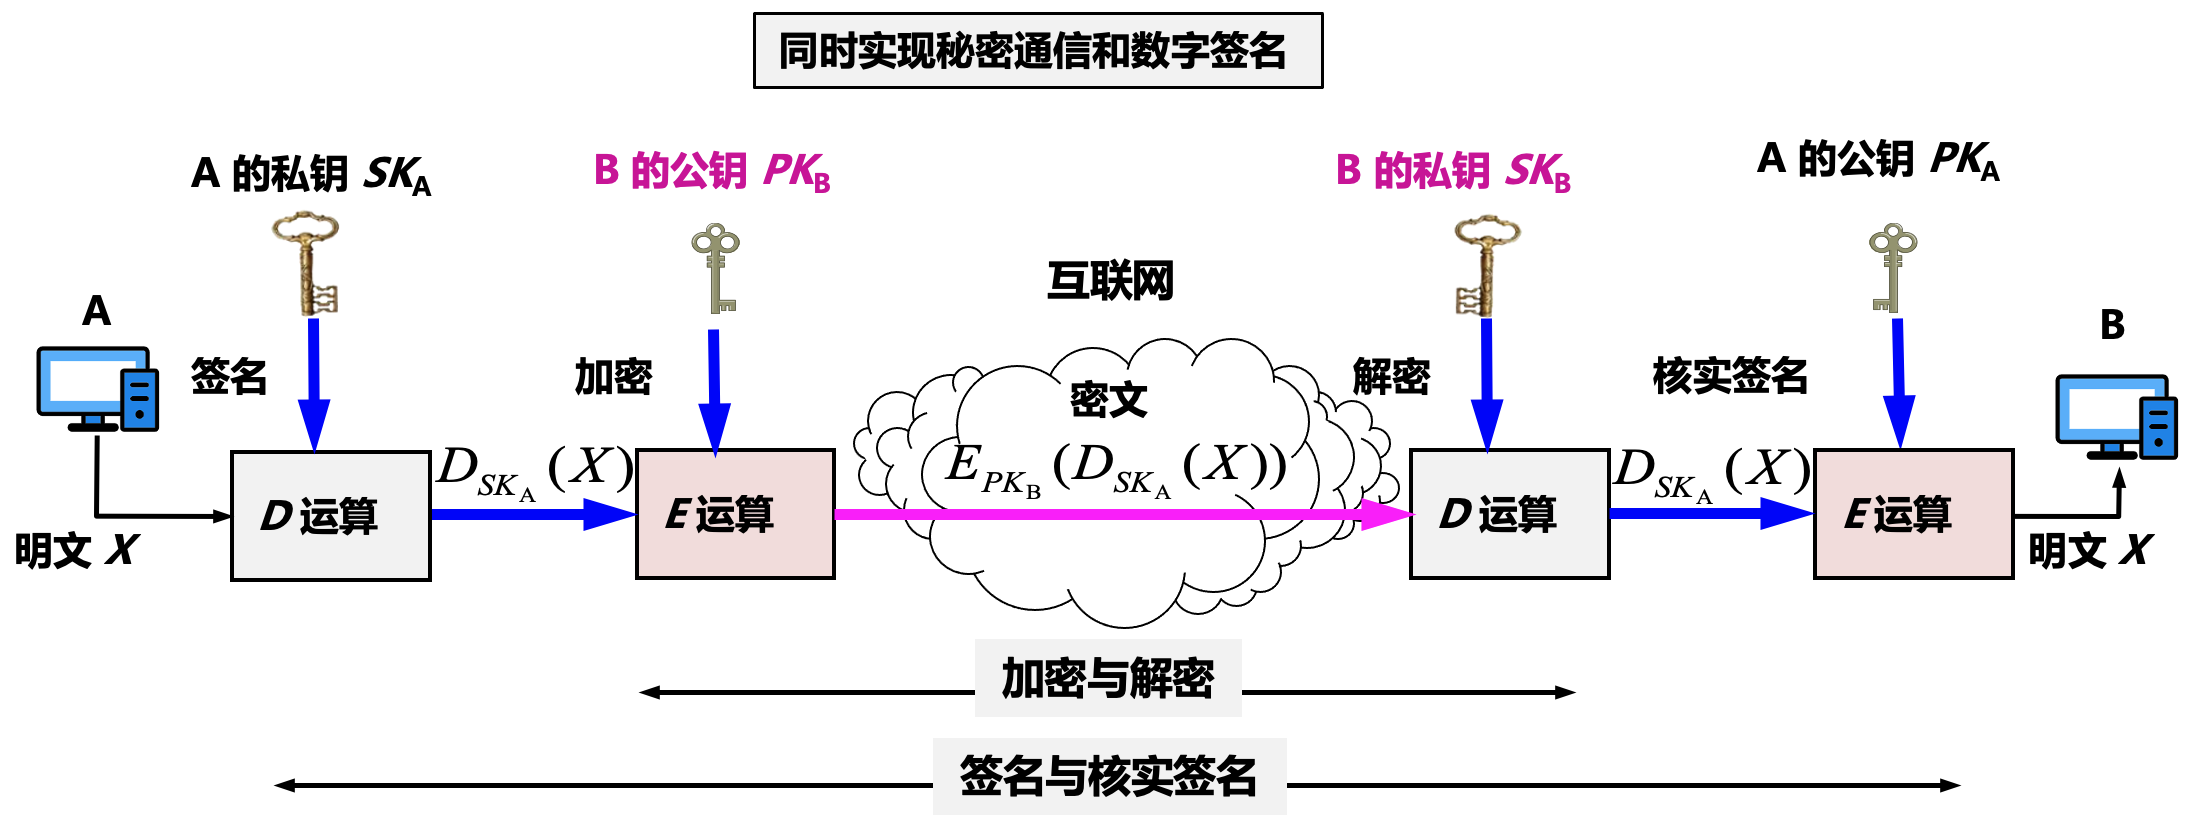 同时实现秘密通信和数字签名
A 的私钥 SK_A
B 的公钥 PK_B
B 的私钥 SK_B
A 的公钥 PK_A
互联网
A
B
签名
加密
密文
解密
核实签名
D_{SK_A}(X)
E_{PK_B}(D_{SK_A}(X))
D_{SK_A}(X)
D 运算
E 运算
D 运算
E 运算
明文 X
明文 X
加密与解密
签名与核实签名